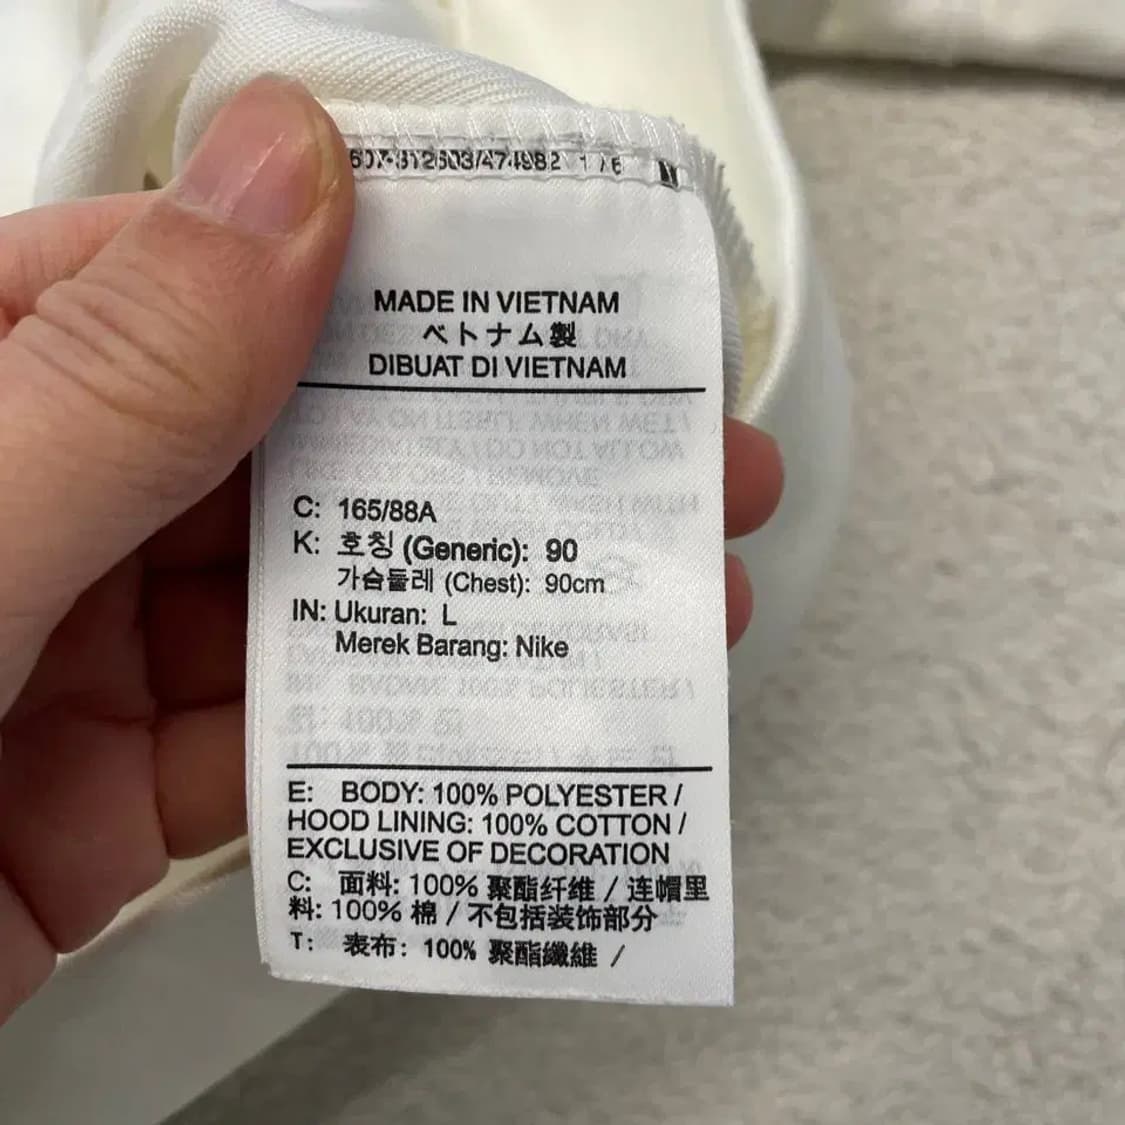 MADE IN VIETNAM
ベトナム製
DIBUAT DI VIETNAM
C: 165/88A
K: 호칭 (Generic): 90
가슴둘레 (Chest): 90cm
IN: Ukuran: L
Merek Barang: Nike
E: BODY: 100% POLYESTER /
HOOD LINING: 100% COTTON /
EXCLUSIVE OF DECORATION
C: 面料: 100% 聚酯纤维 / 连帽里
料: 100% 棉 / 不包括装饰部分
T: 表布: 100% 聚酯纖維 /